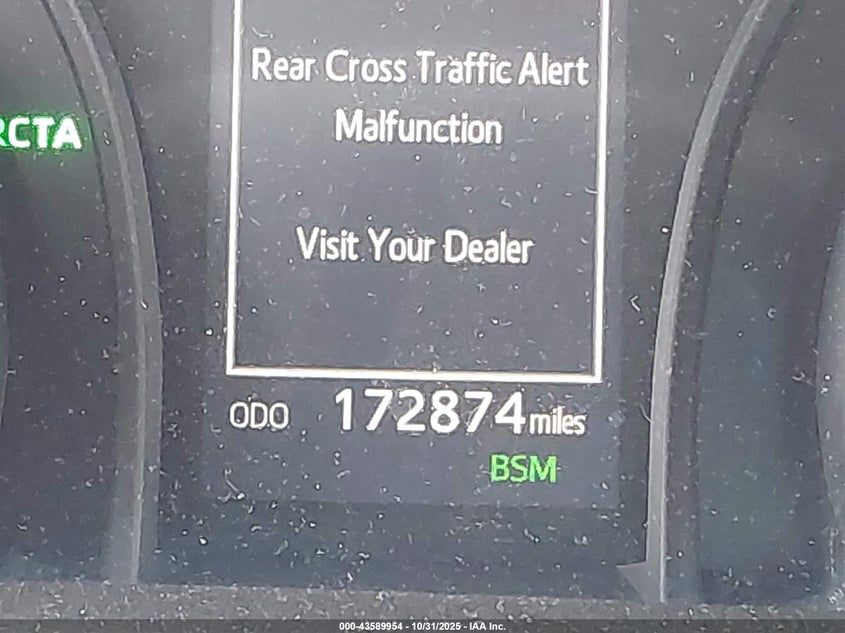 Rear Cross Traffic Alert
Malfunction
RCTA
Visit Your Dealer
ODO 172874 miles
BSM
000-43589954 - 10/31/2025 - IAA Inc.